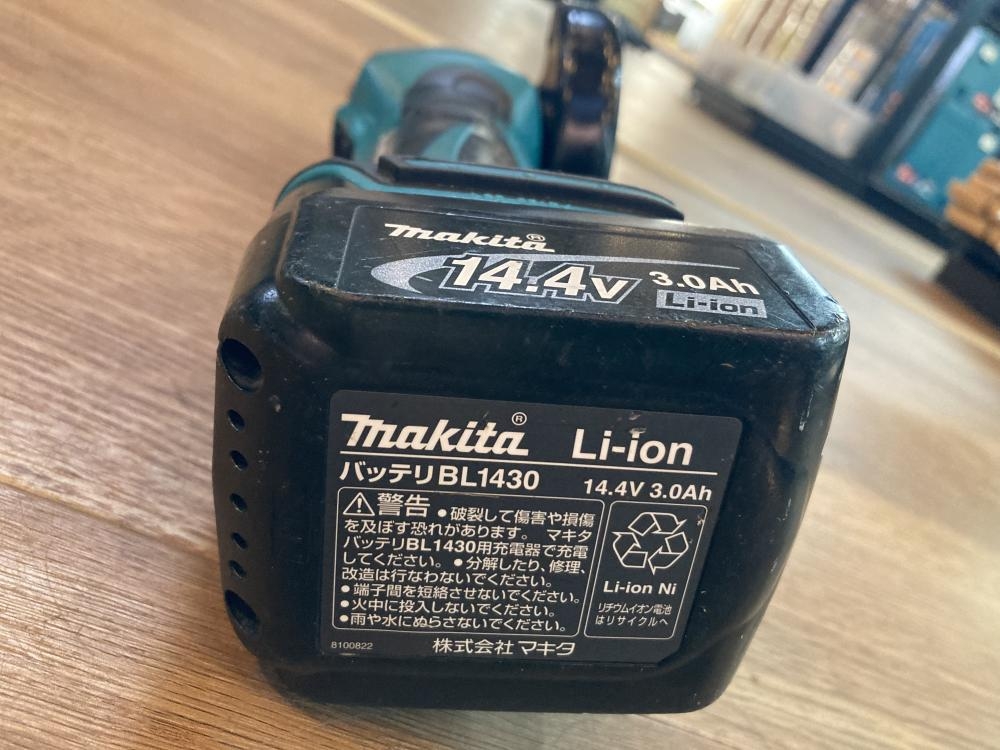 makita®
14.4V 3.0Ah
Li-ion
makita® Li-ion
バッテリBL1430 14.4V 3.0Ah
警告 ●破裂して傷害や損傷
を及ぼす恐れがあります。 マキタ
バッテリBL1430用充電器で充電
してください。●分解したり、修理、
改造は行なわないでください。
●端子間を短絡させないでください。
●火中に投入しないでください。
●雨や水にぬらさないでください。
Li-ion Ni
リチウムイオン電池
はリサイクルへ
8100822 株式会社 マキタ